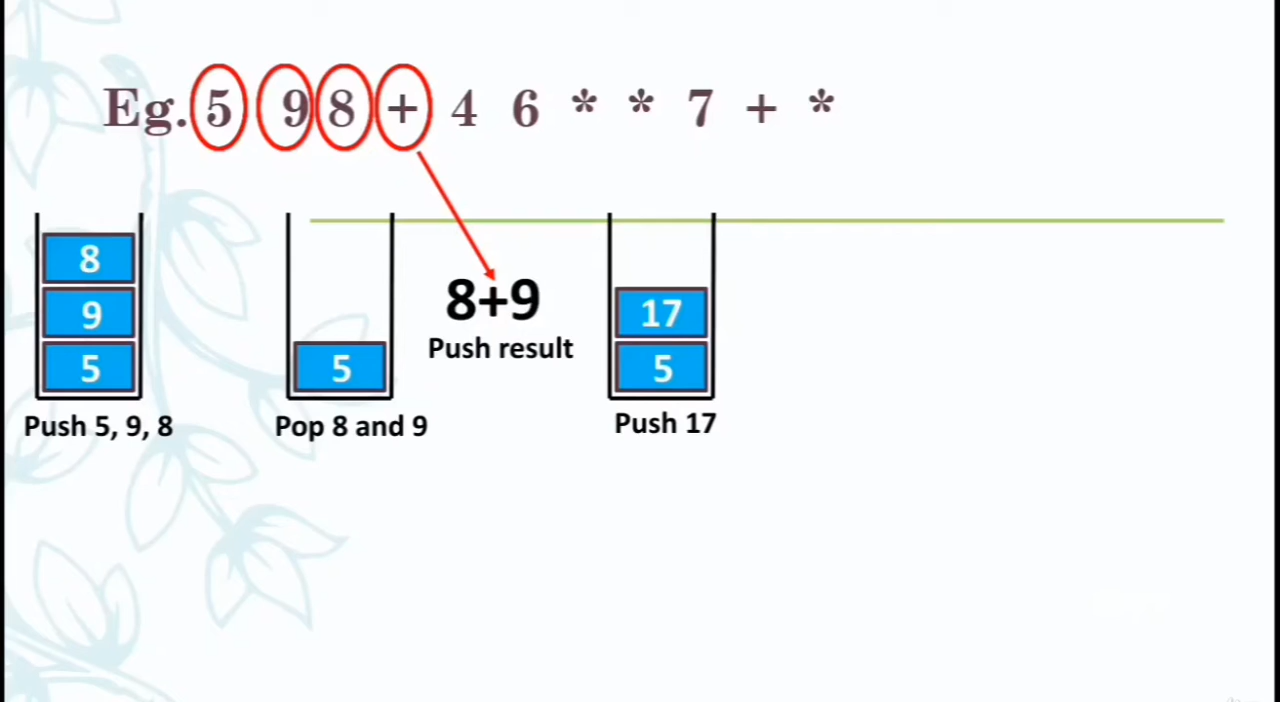 Eg. 5 9 8 + 4 6 * * 7 + *
8
9
5
Push 5, 9, 8
5
Pop 8 and 9
8+9
Push result
17
5
Push 17